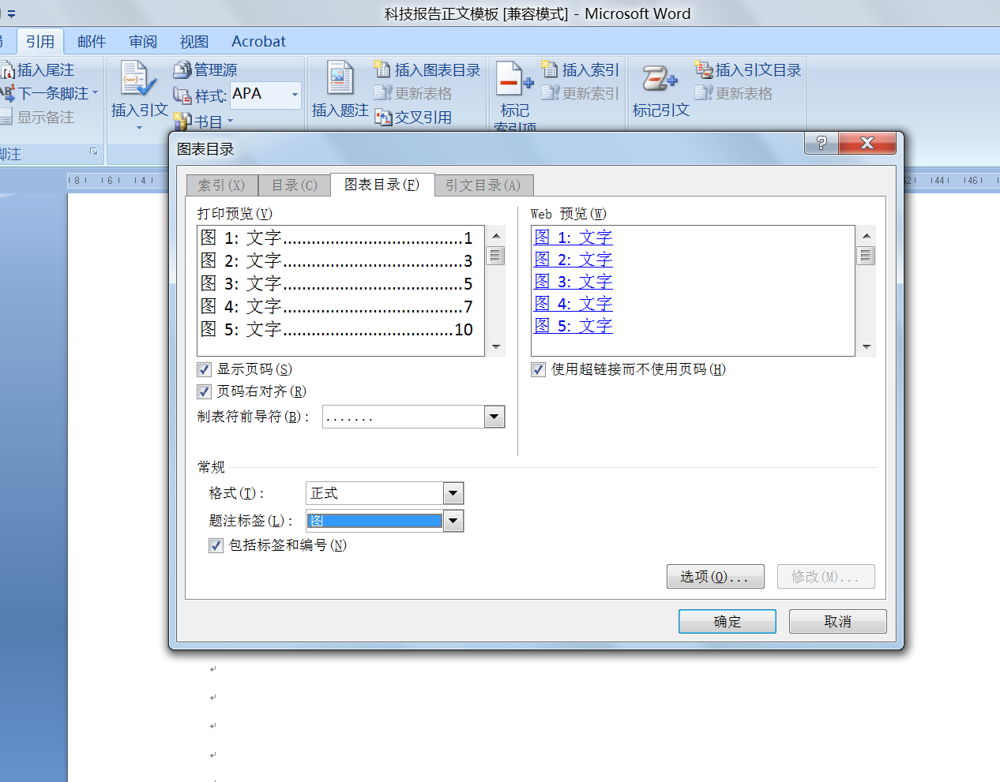 科技报告正文模板 [兼容模式] - Microsoft Word
引用 邮件 审阅 视图 Acrobat
插入尾注
下一条脚注
显示备注
脚注
插入引文
管理源
样式: APA
书目
插入题注
插入图表目录
更新表格
交叉引用
标记
索引项
插入索引
更新索引
标记引文
插入引文目录
更新表格
图表目录
8 6 4 42 44 46
索引(X) 目录(C) 图表目录(F) 引文目录(A)
打印预览(V)
图 1: 文字...............................1
图 2: 文字...............................3
图 3: 文字...............................5
图 4: 文字...............................7
图 5: 文字..............................10
Web 预览(W)
图 1: 文字
图 2: 文字
图 3: 文字
图 4: 文字
图 5: 文字
显示页码(S)
页码右对齐(R)
制表符前导符(B): .......
使用超链接而不使用页码(H)
常规
格式(T): 正式
题注标签(L): 图
包括标签和编号(N)
选项(O)... 修改(M)...
确定 取消